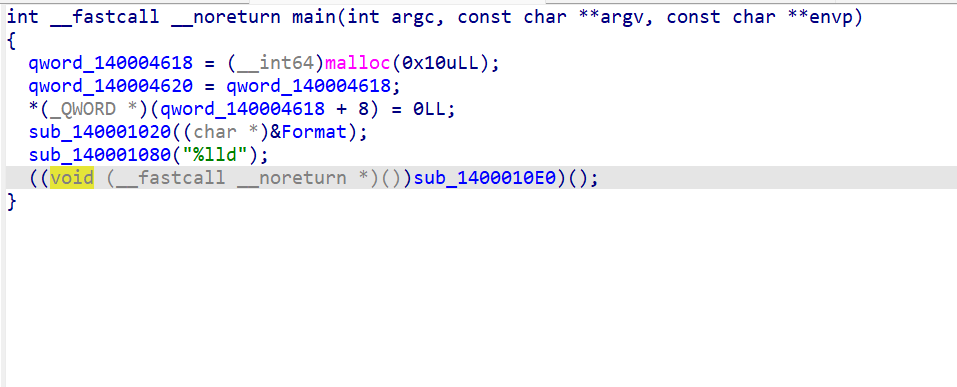 int __fastcall __noreturn main(int argc, const char **argv, const char **envp)
{
  qword_140004618 = (__int64)malloc(0x10uLL);
  qword_140004620 = qword_140004618;
  *(_QWORD *)(qword_140004618 + 8) = 0LL;
  sub_140001020((char *)&Format);
  sub_140001080("%lld");
  ((void (__fastcall __noreturn *)())sub_1400010E0)();
}